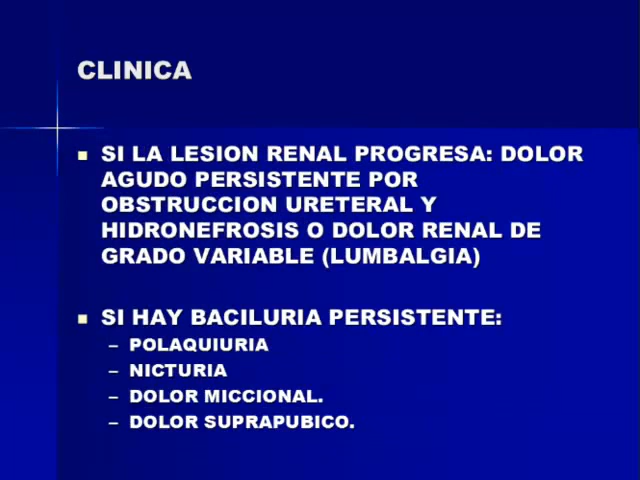 CLINICA
SI LA LESION RENAL PROGRESA: DOLOR
AGUDO PERSISTENTE POR
OBSTRUCCION URETERAL Y
HIDRONEFROSIS O DOLOR RENAL DE
GRADO VARIABLE (LUMBALGIA)
SI HAY BACILURIA PERSISTENTE:
– POLAQUIURIA
– NICTURIA
– DOLOR MICCIONAL.
– DOLOR SUPRAPUBICO.